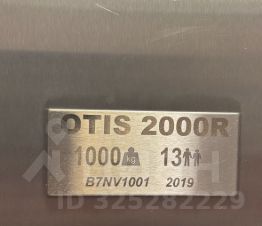 OTIS 2000R
1000 kg 13
B7NV1001 2019
ID 325282229